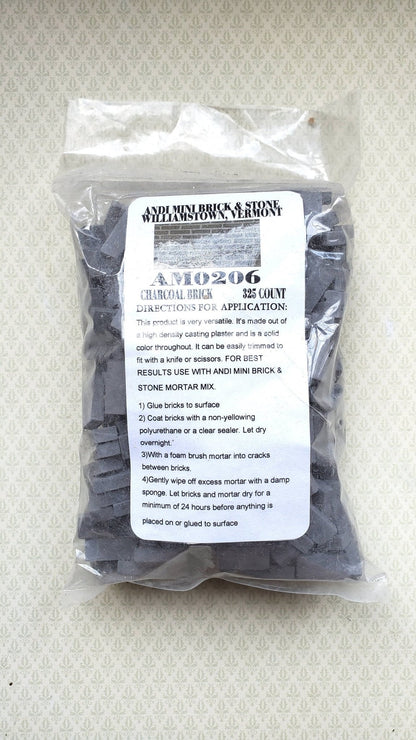 ANDI MINI BRICK & STONE
WILLIAMSTOWN, VERMONT
AM0206
CHARCOAL BRICK 325 COUNT
DIRECTIONS FOR APPLICATION:
This product is very versatile. It's made out of
a high density casting plaster and is a solid
color throughout. It can be easily trimmed to
fit with a knife or scissors. FOR BEST
RESULTS USE WITH ANDI MINI BRICK &
STONE MORTAR MIX.
1) Glue bricks to surface
2) Coat bricks with a non-yellowing
polyurethane or a clear sealer. Let dry
overnight.
3)With a foam brush mortar into cracks
between bricks.
4)Gently wipe off excess mortar with a damp
sponge. Let bricks and mortar dry for a
minimum of 24 hours before anything is
placed on or glued to surface